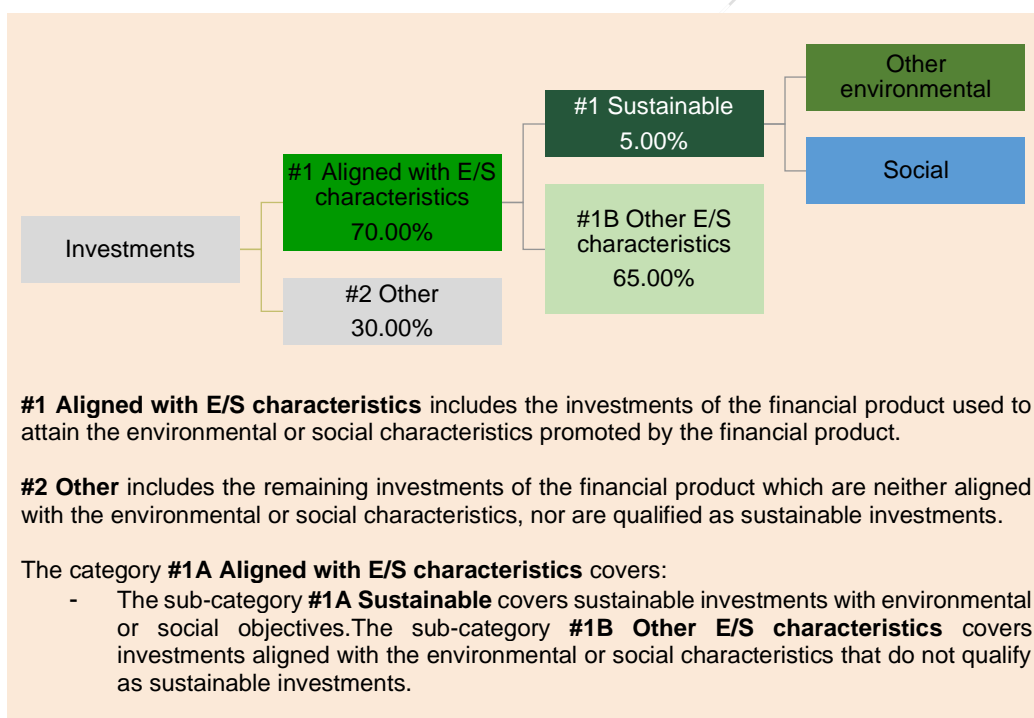 Other
environmental
#1 Sustainable
5.00%
#1 Aligned with E/S
characteristics
70.00%
Social
#1B Other E/S
characteristics
65.00%
Investments
#2 Other
30.00%
#1 Aligned with E/S characteristics includes the investments of the financial product used to
attain the environmental or social characteristics promoted by the financial product.
#2 Other includes the remaining investments of the financial product which are neither aligned
with the environmental or social characteristics, nor are qualified as sustainable investments.
The category #1A Aligned with E/S characteristics covers:
- The sub-category #1A Sustainable covers sustainable investments with environmental
or social objectives.The sub-category #1B Other E/S characteristics covers
investments aligned with the environmental or social characteristics that do not qualify
as sustainable investments.